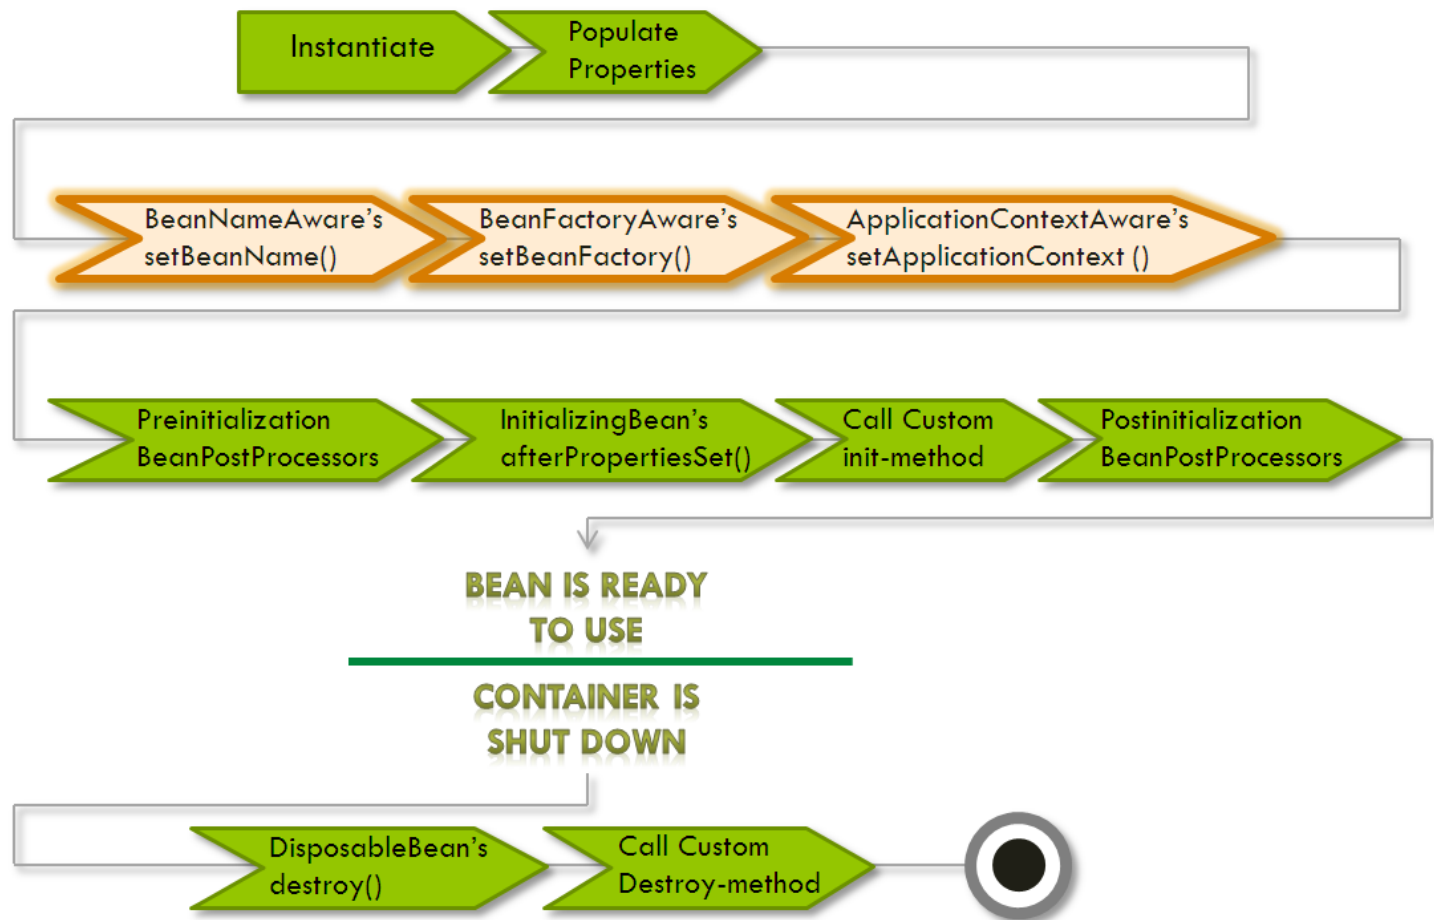 Instantiate
Populate
Properties
BeanNameAware's
setBeanName()
BeanFactoryAware's
setBeanFactory()
ApplicationContextAware's
setApplicationContext ()
Preinitialization
BeanPostProcessors
InitializingBean's
afterPropertiesSet()
Call Custom
init-method
Postinitialization
BeanPostProcessors
BEAN IS READY
TO USE
CONTAINER IS
SHUT DOWN
DisposableBean's
destroy()
Call Custom
Destroy-method